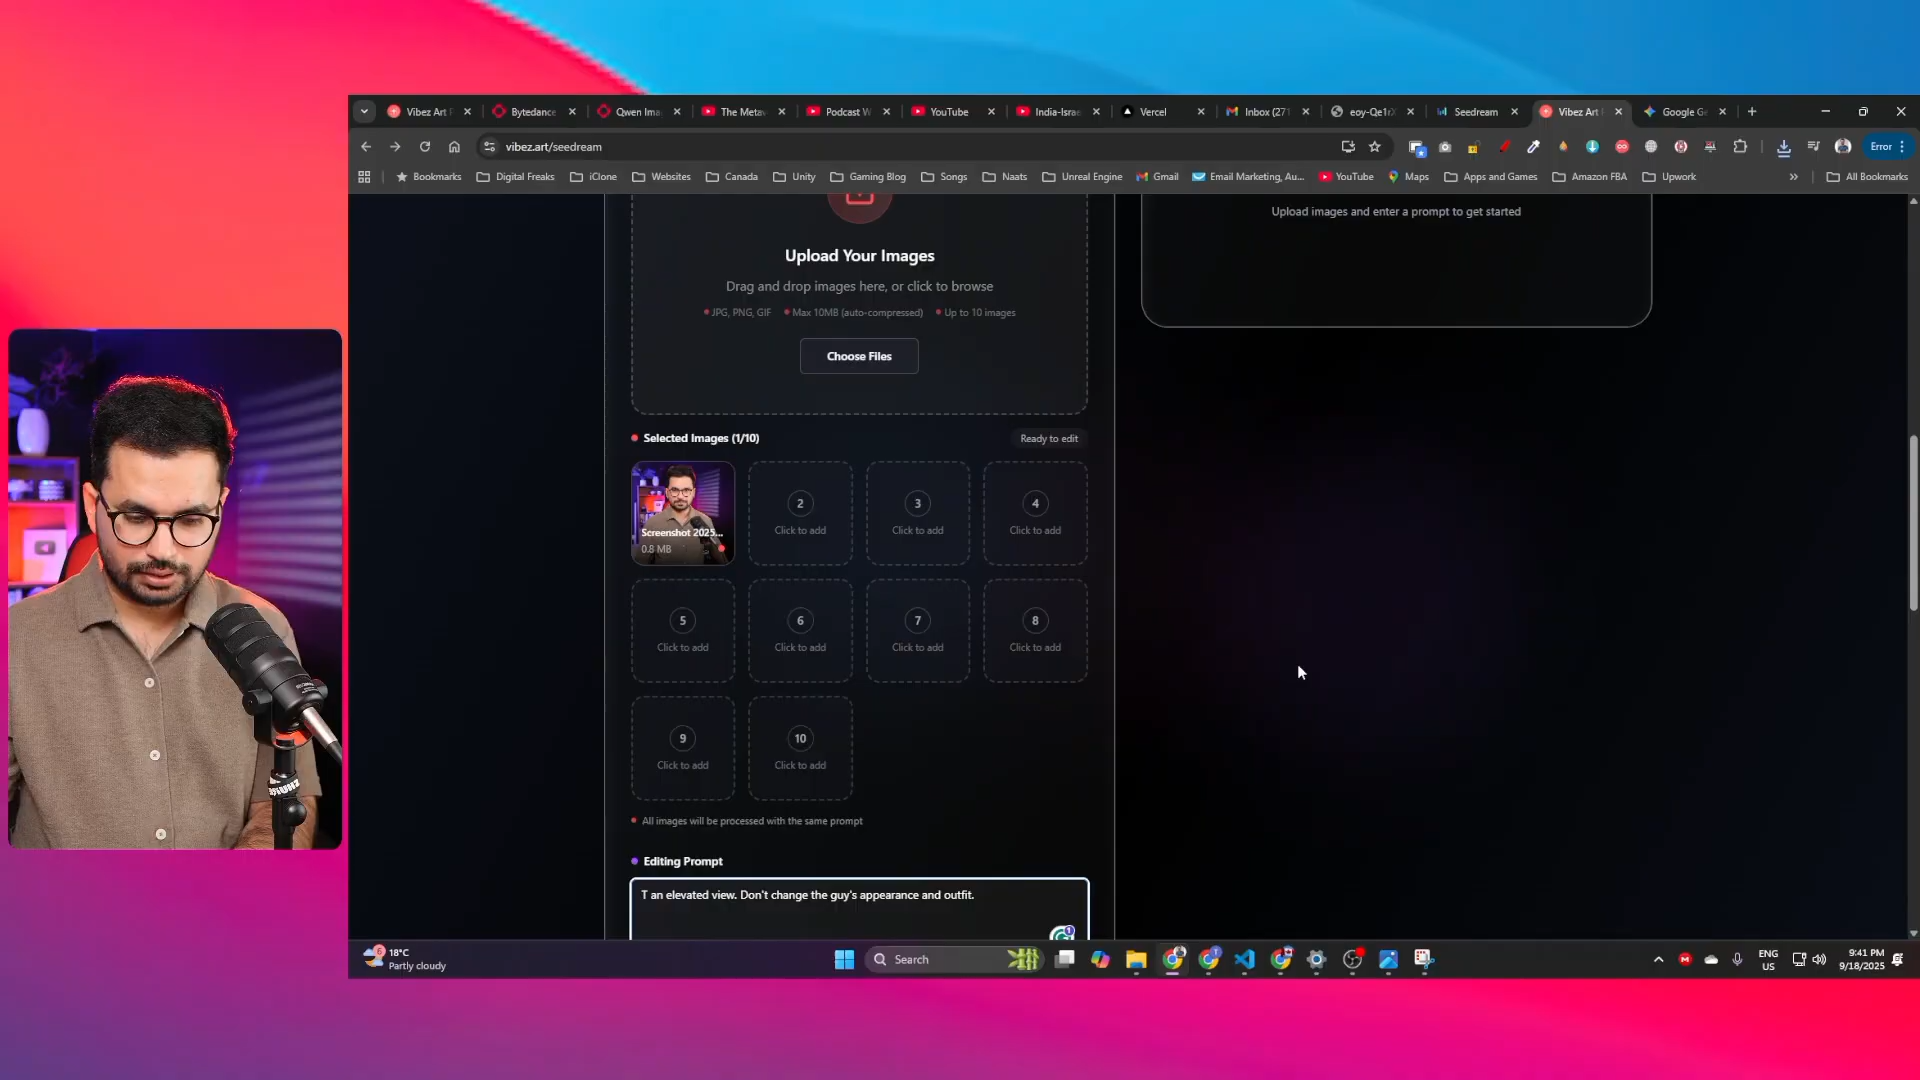 Vibez Art
Bytedance
Qwen Ima
The Meta
Podcast W
YouTube
India-Israe
Vercel
Inbox (271
eoy-Qe1r
Seedream
Vibez Art
Google Ge
vibez.art/seedream
Error
Bookmarks
Digital Freaks
iClone
Websites
Canada
Unity
Gaming Blog
Songs
Naats
Unreal Engine
Gmail
Email Marketing, Au...
YouTube
Maps
Apps and Games
Amazon FBA
Upwork
All Bookmarks
Upload images and enter a prompt to get started
Upload Your Images
Drag and drop images here, or click to browse
JPG, PNG, GIF
Max 10MB (auto-compressed)
Up to 10 images
Choose Files
Selected Images (1/10)
Ready to edit
Screenshot 2025...
0.8 MB
2
Click to add
3
Click to add
4
Click to add
5
Click to add
6
Click to add
7
Click to add
8
Click to add
9
Click to add
10
Click to add
All images will be processed with the same prompt
Editing Prompt
T an elevated view. Don't change the guy's appearance and outfit.
18°C
Partly cloudy
Search
ENG
US
9:41 PM
9/18/2025